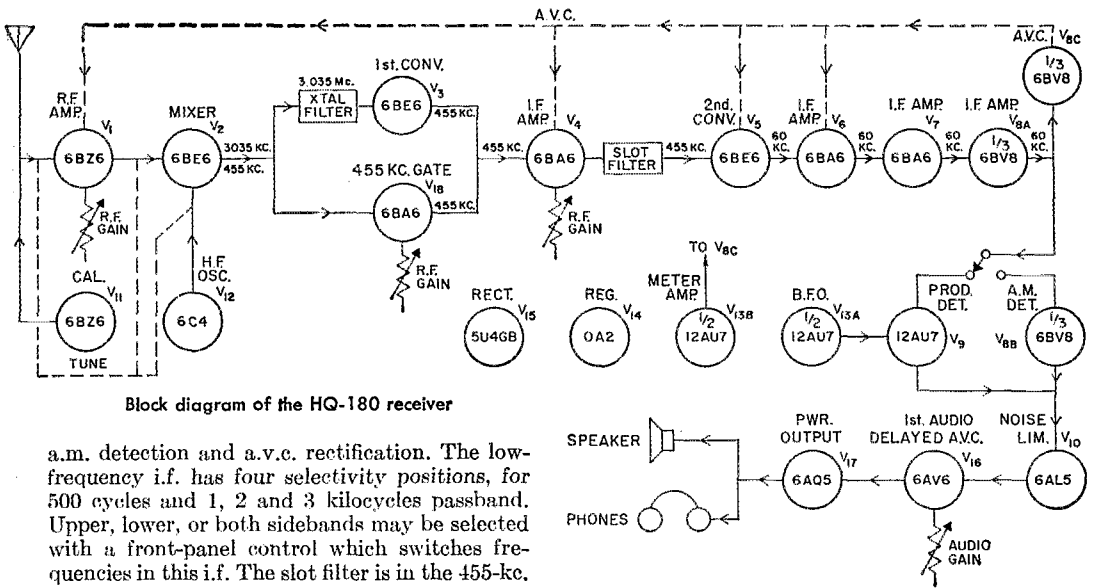 A.V.C.
A.V.C. V8C
1/3
6BV8
R.F.
AMP.
V1
6BZ6
R.F.
GAIN
MIXER
V2
6BE6
3035 KC.
455 KC.
3.035 Mc.
XTAL
FILTER
1st. CONV.
V3
6BE6
455 KC.
455 KC. GATE
V18
6BA6
455 KC.
R.F.
GAIN
455 KC.
I.F.
AMP.
V4
6BA6
R.F.
GAIN
SLOT
FILTER
455 KC.
2nd.
CONV. V5
6BE6
60
KC.
I.F.
AMP.
V6
6BA6
60
KC.
I.F. AMP.
V7
6BA6
60
KC.
I.F. AMP.
V8A
1/3
6BV8
60
KC.
CAL.
V11
6BZ6
TUNE
H.F.
OSC.
V12
6C4
RECT.
V15
5U4GB
REG.
V14
OA2
TO V8C
METER
AMP.
V13B
1/2
12AU7
B.F.O.
V13A
1/2
12AU7
PROD.
DET.
12AU7
V9
A.M.
DET.
1/3
6BV8
V8B
NOISE
LIM.
V10
6AL5
1st. AUDIO
DELAYED A.V.C.
V16
6AV6
AUDIO
GAIN
PWR.
OUTPUT
V17
6AQ5
SPEAKER
PHONES
Block diagram of the HQ-180 receiver
a.m. detection and a.v.c. rectification. The low-
frequency i.f. has four selectivity positions, for
500 cycles and 1, 2 and 3 kilocycles passband.
Upper, lower, or both sidebands may be selected
with a front-panel control which switches fre-
quencies in this i.f. The slot filter is in the 455-kc.